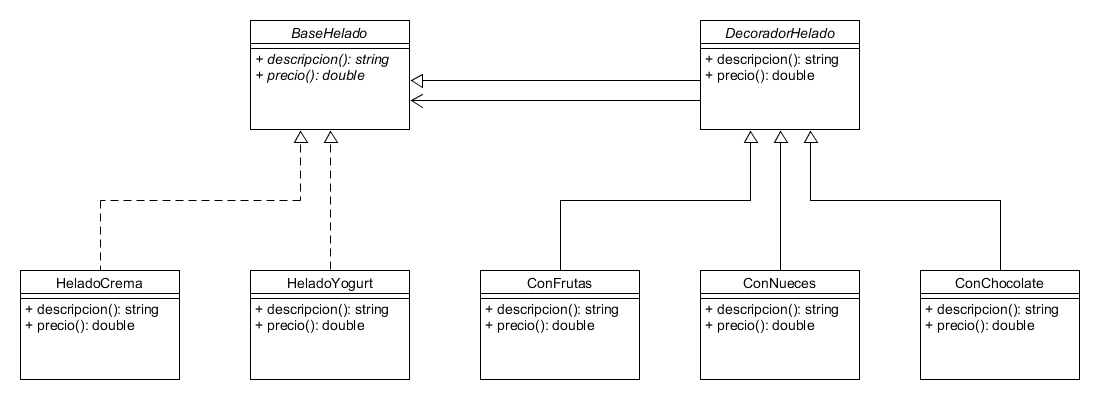 BaseHelado
+ descripcion(): string
+ precio(): double
DecoradorHelado
+ descripcion(): string
+ precio(): double
HeladoCrema
+ descripcion(): string
+ precio(): double
HeladoYogurt
+ descripcion(): string
+ precio(): double
ConFrutas
+ descripcion(): string
+ precio(): double
ConNueces
+ descripcion(): string
+ precio(): double
ConChocolate
+ descripcion(): string
+ precio(): double